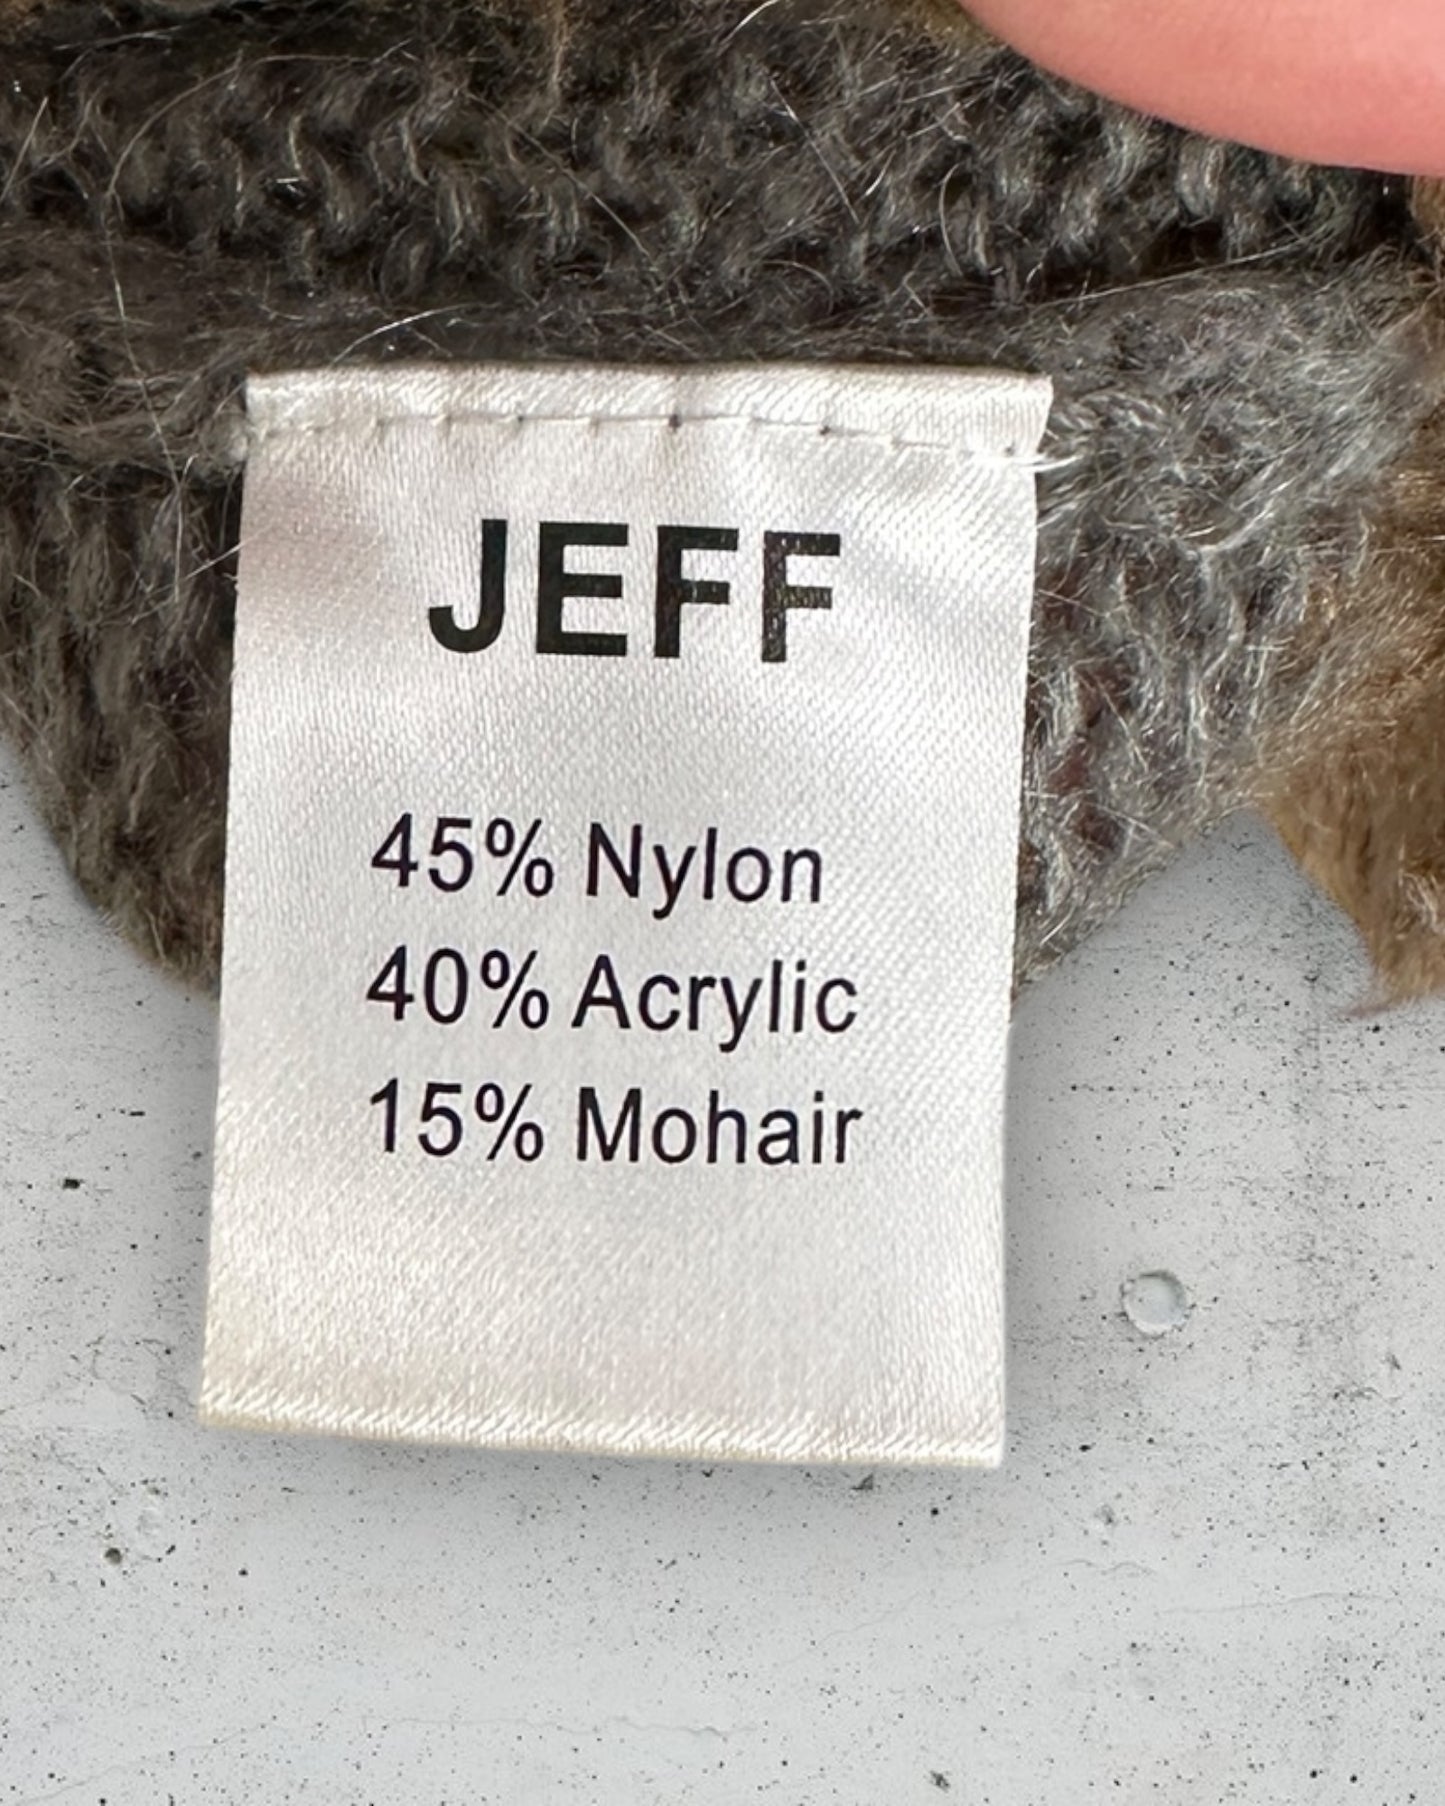 JEFF
45% Nylon
40% Acrylic
15% Mohair